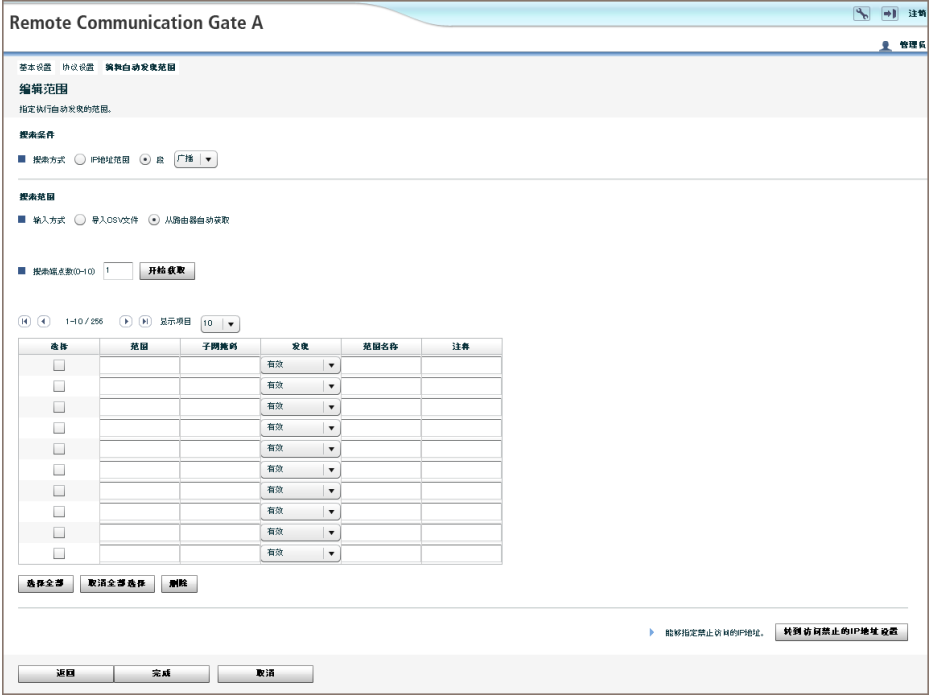 Remote Communication Gate A
注销
管理员
基本设置 协议设置 编辑自动发现范围
编辑范围
指定执行自动发现的范围。
搜索条件
搜索方式 IP地址范围 段 广播
搜索范围
输入方式 导入CSV文件 从路由器自动获取
搜索端点数(0-10) 1 开始获取
1-10 / 256 显示项目 10
选择 范围 子网掩码 发现 范围名称 注释
有效
有效
有效
有效
有效
有效
有效
有效
有效
有效
选择全部 取消全部选择 删除
能够指定禁止访问的IP地址。 转到访问禁止的IP地址设置
返回 完成 取消